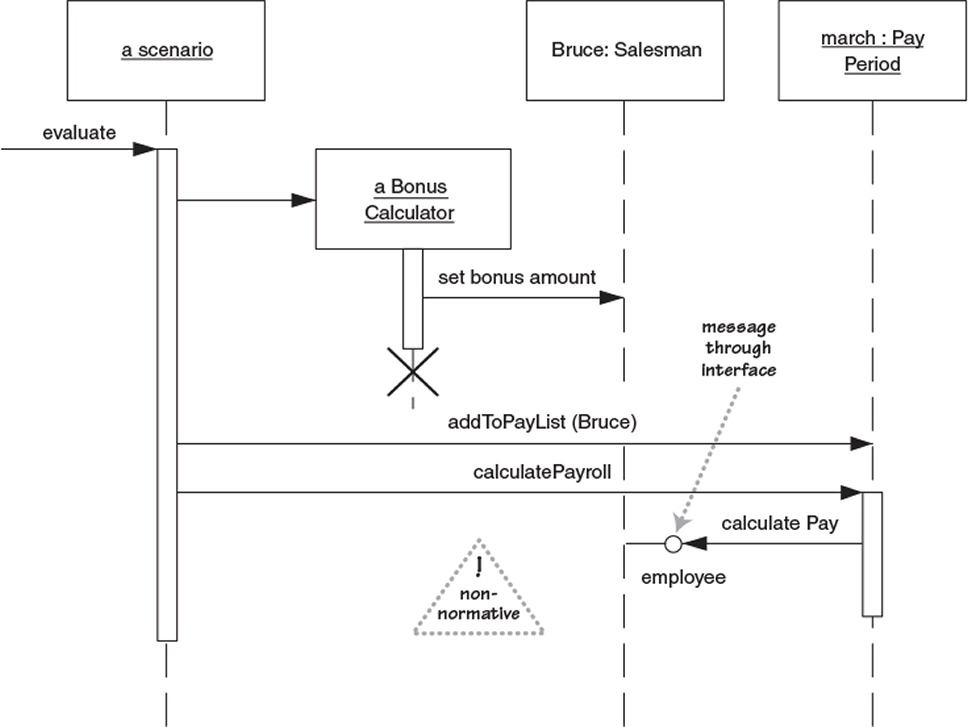 a scenario
Bruce: Salesman
march : Pay
Period
evaluate
a Bonus
Calculator
set bonus amount
message
through
interface
addToPayList (Bruce)
calculatePayroll
calculate Pay
employee
!
non-
normative